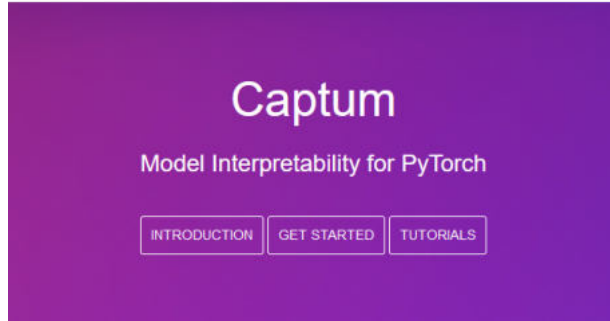 Captum
Model Interpretability for PyTorch
INTRODUCTION GET STARTED TUTORIALS